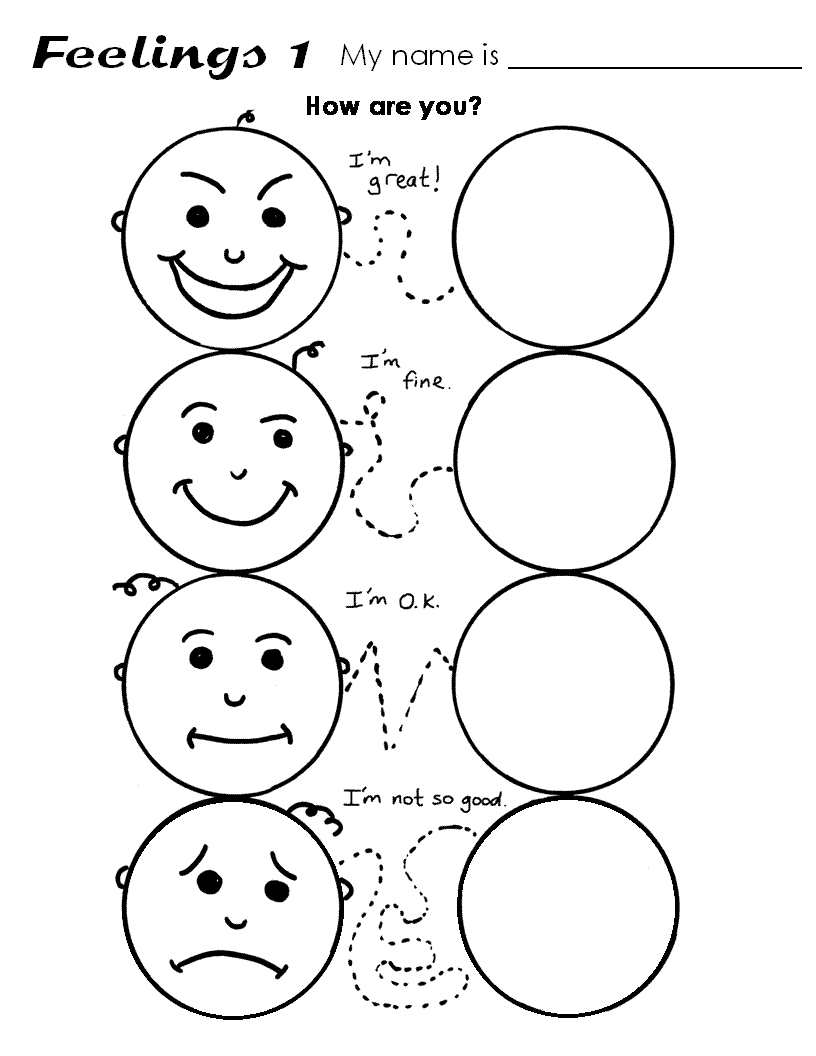 Feelings 1 My name is
How are you?
I'm
great!
I'm
fine.
I'm O.K.
I'm not so good.